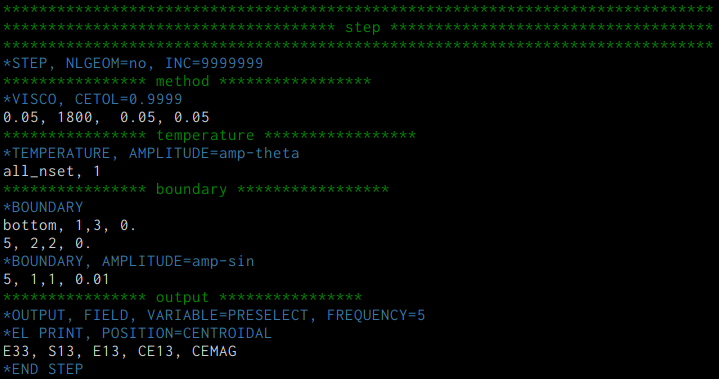 *******************************************************************************
************************************* step ************************************
*******************************************************************************
*STEP, NLGEOM=no, INC=9999999
**************** method *****************
*VISCO, CETOL=0.9999
0.05, 1800,  0.05, 0.05
**************** temperature *****************
*TEMPERATURE, AMPLITUDE=amp-theta
all_nset, 1
**************** boundary *****************
*BOUNDARY
bottom, 1,3, 0.
5, 2,2, 0.
*BOUNDARY, AMPLITUDE=amp-sin
5, 1,1, 0.01
**************** output ****************
*OUTPUT, FIELD, VARIABLE=PRESELECT, FREQUENCY=5
*EL PRINT, POSITION=CENTROIDAL
E33, S13, E13, CE13, CEMAG
*END STEP